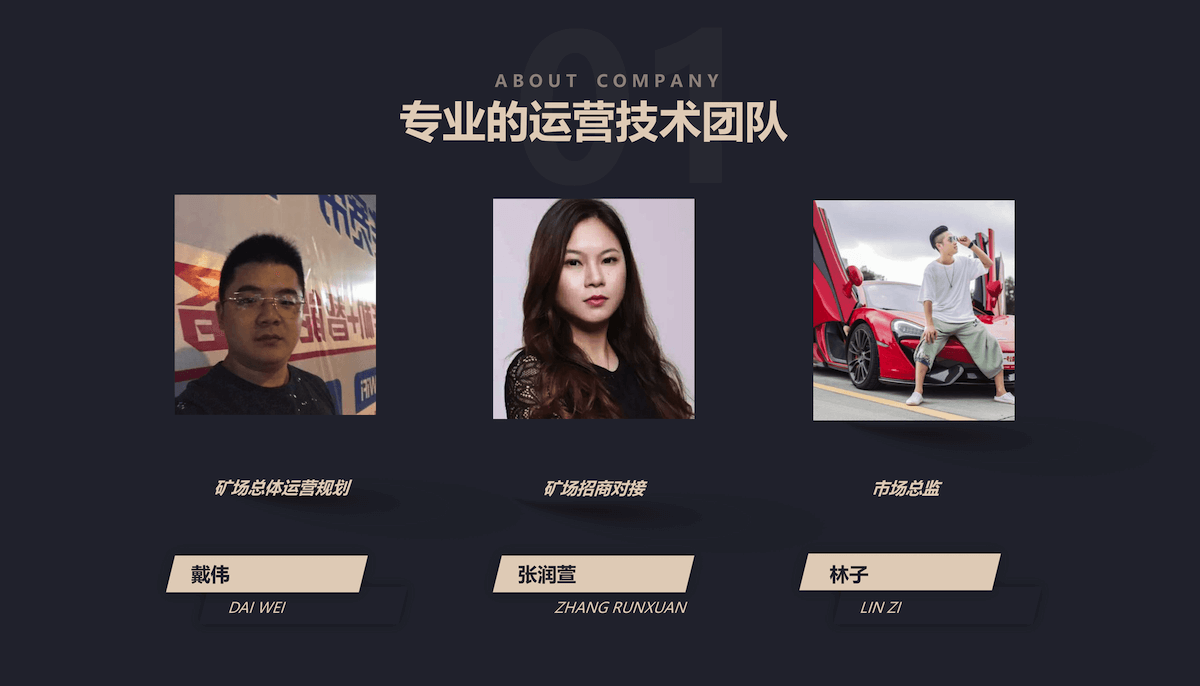 01
ABOUT COMPANY
专业的运营技术团队
矿场总体运营规划
矿场招商对接
市场总监
戴伟
DAI WEI
张润萱
ZHANG RUNXUAN
林子
LIN ZI